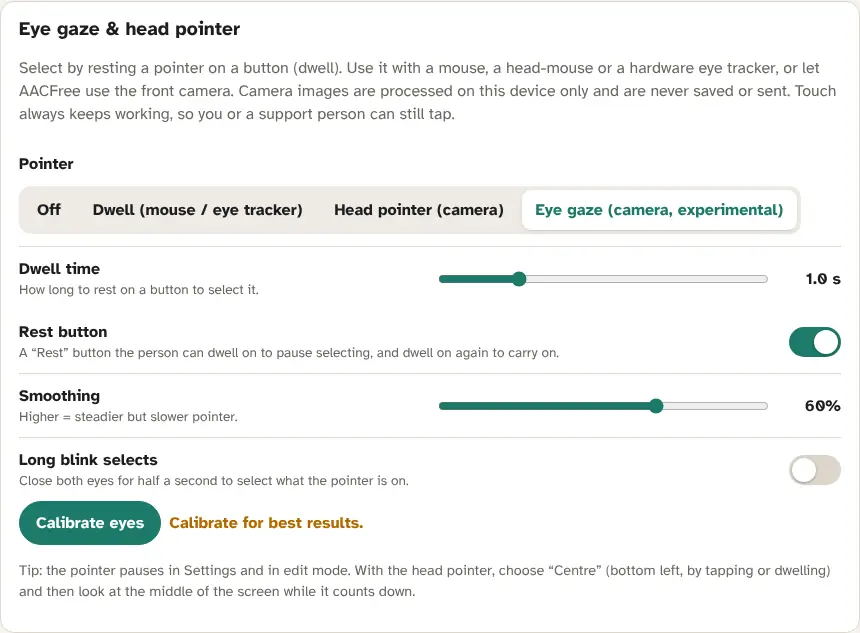 Eye gaze & head pointer
Select by resting a pointer on a button (dwell). Use it with a mouse, a head-mouse or a hardware eye tracker, or let
AACFree use the front camera. Camera images are processed on this device only and are never saved or sent. Touch
always keeps working, so you or a support person can still tap.
Pointer
Off
Dwell (mouse / eye tracker)
Head pointer (camera)
Eye gaze (camera, experimental)
Dwell time
How long to rest on a button to select it.
1.0 s
Rest button
A “Rest” button the person can dwell on to pause selecting, and dwell on again to carry on.
Smoothing
Higher = steadier but slower pointer.
60%
Long blink selects
Close both eyes for half a second to select what the pointer is on.
Calibrate eyes
Calibrate for best results.
Tip: the pointer pauses in Settings and in edit mode. With the head pointer, choose “Centre” (bottom left, by tapping or dwelling)
and then look at the middle of the screen while it counts down.